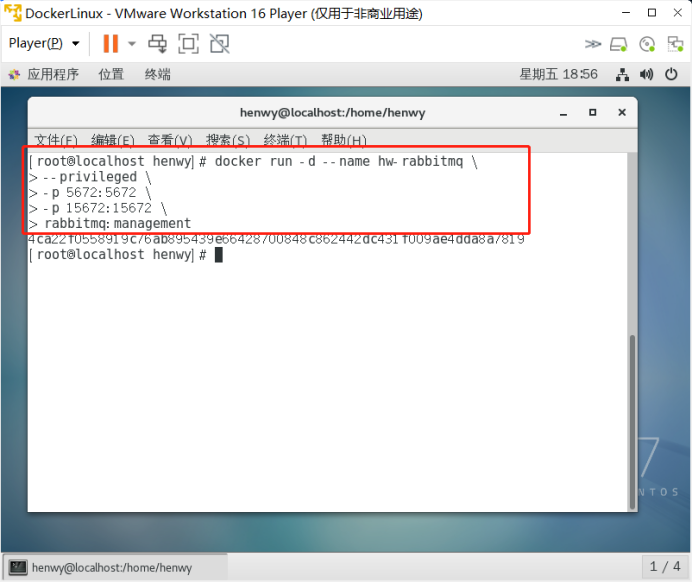 DockerLinux - VMware Workstation 16 Player (仅用于非商业用途)
Player(P)
应用程序 位置 终端 星期五 18:56
henwy@localhost:/home/henwy
文件(F) 编辑(E) 查看(V) 搜索(S) 终端(T) 帮助(H)
[root@localhost henwy]# docker run -d --name hw-rabbitmq \
> --privileged \
> -p 5672:5672 \
> -p 15672:15672 \
> rabbitmq:management
4ca22f0558919c76ab895439e66428700848c862442dc431f009ae4dda8a7819
[root@localhost henwy]#
7
NTOS
henwy@localhost:/home/henwy
1 / 4